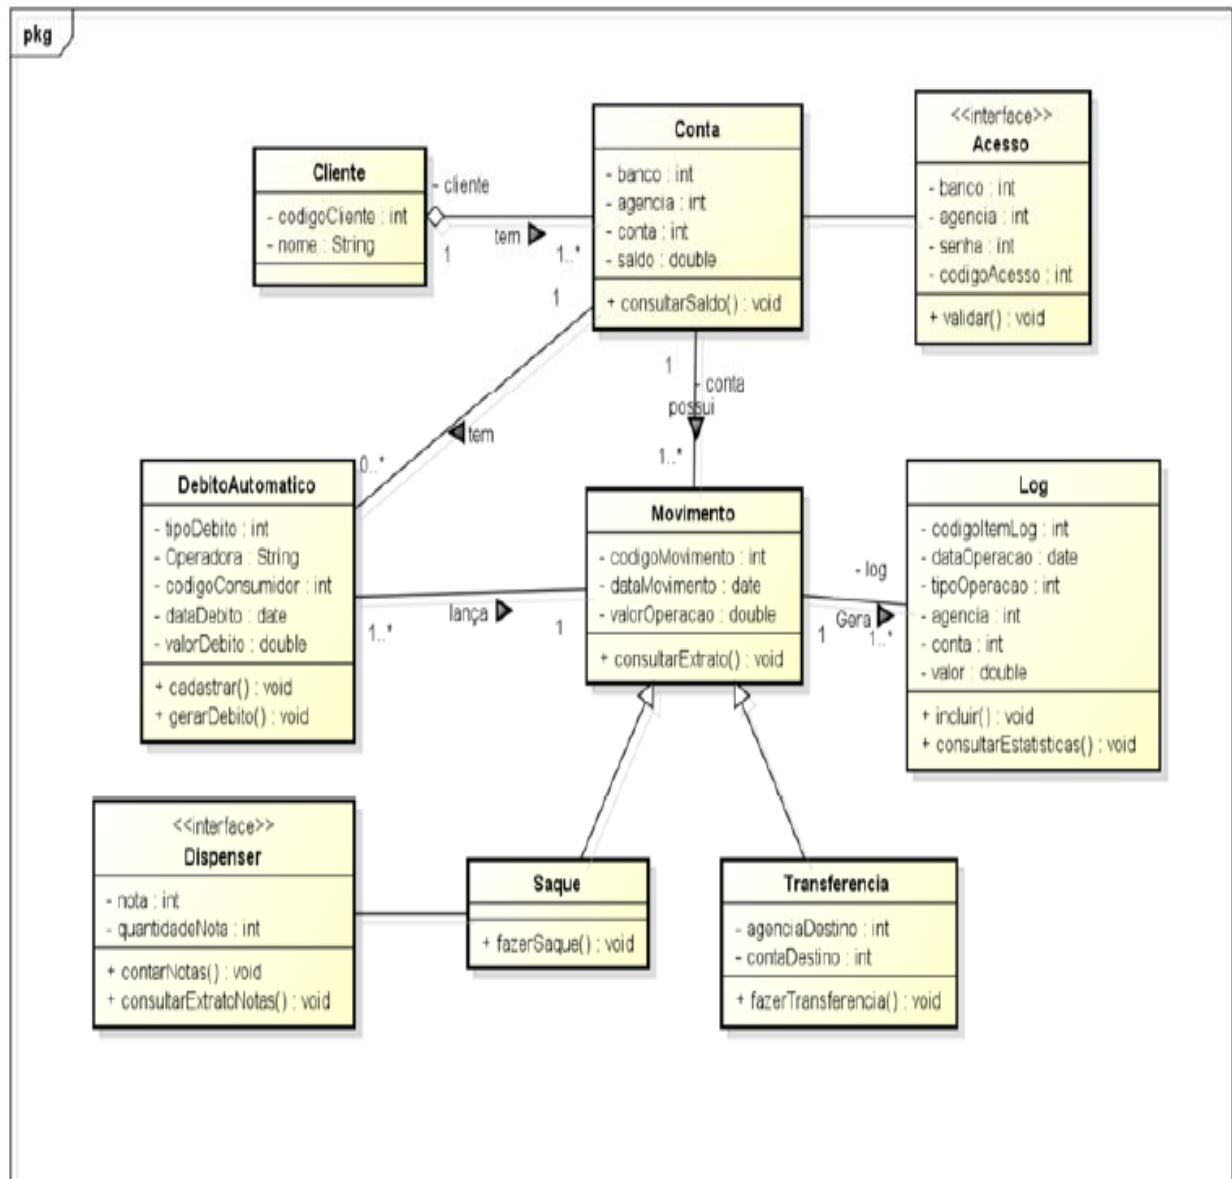 pkg
Cliente
- codigoCliente : int
- nome : String
- cliente
1
tem
1..*
Conta
- banco : int
- agencia : int
- conta : int
- saldo : double
+ consultarSaldo() : void
<<interface>>
Acesso
- banco : int
- agencia : int
- senha : int
- codigoAcesso : int
+ validar() : void
1
tem
0..*
1
- conta
possui
1..*
DebitoAutomatico
- tipoDebito : int
- Operadora : String
- codigoConsumidor : int
- dataDebito : date
- valorDebito : double
+ cadastrar() : void
+ gerarDebito() : void
1..*
lança
1
Movimento
- codigoMovimento : int
- dataMovimento : date
- valorOperacao : double
+ consultarExtrato() : void
- log
1
Gera
1..*
Log
- codigoItemLog : int
- dataOperacao : date
- tipoOperacao : int
- agencia : int
- conta : int
- valor : double
+ incluir() : void
+ consultarEstatisticas() : void
<<interface>>
Dispenser
- nota : int
- quantidadeNota : int
+ contarNotas() : void
+ consultarExtratoNotas() : void
Saque
+ fazerSaque() : void
Transferencia
- agenciaDestino : int
- contaDestino : int
+ fazerTransferencia() : void